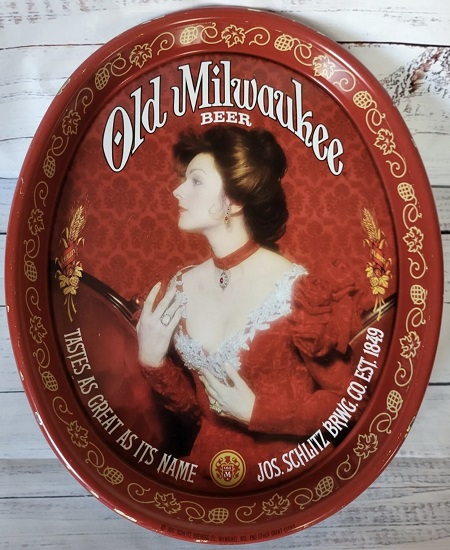 Old Milwaukee
BEER
TASTES AS GREAT AS ITS NAME
JOS. SCHLITZ BRWG. CO. EST. 1849